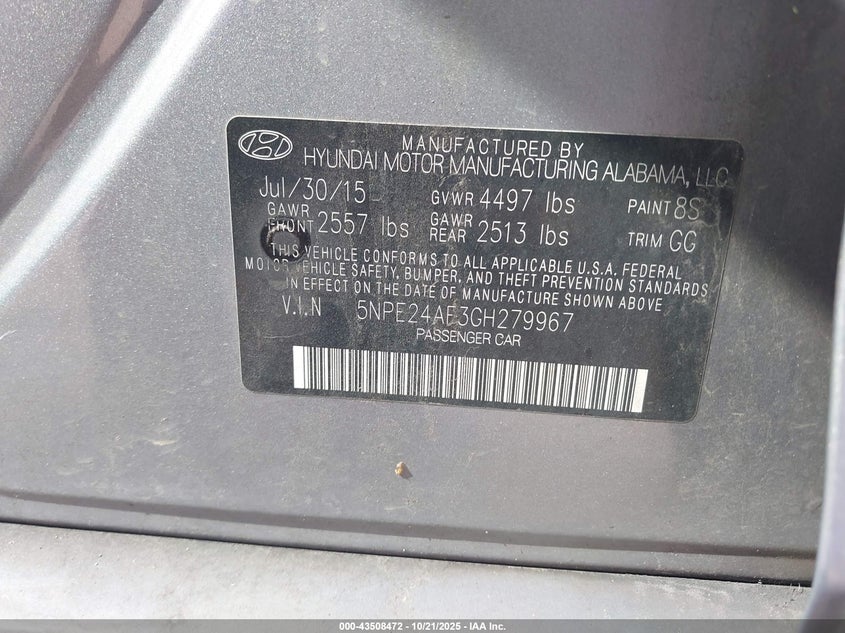 MANUFACTURED BY
HYUNDAI MOTOR MANUFACTURING ALABAMA, LLC
Jul/30/15 GVWR 4497 lbs PAINT 8S
GAWR FRONT 2557 lbs GAWR REAR 2513 lbs TRIM GG
THIS VEHICLE CONFORMS TO ALL APPLICABLE U.S.A. FEDERAL
MOTOR VEHICLE SAFETY, BUMPER, AND THEFT PREVENTION STANDARDS
IN EFFECT ON THE DATE OF MANUFACTURE SHOWN ABOVE
V.I.N 5NPE24AF3GH279967
PASSENGER CAR
000-43508472 - 10/21/2025 - IAA Inc.